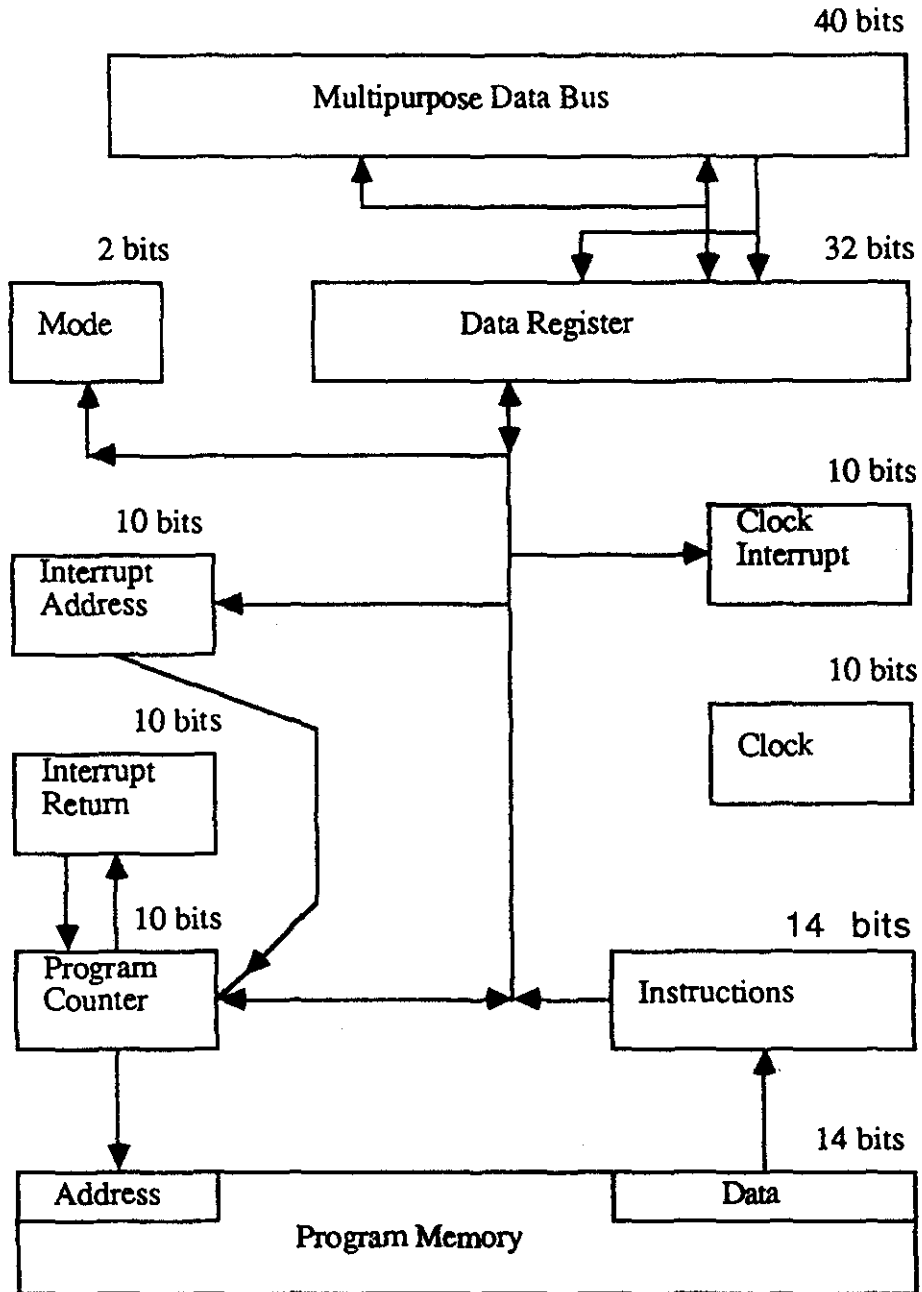 40 bits
Multipurpose Data Bus
2 bits
32 bits
Mode
Data Register
10 bits
10 bits
Clock
Interrupt
Interrupt
Address
10 bits
10 bits
Clock
Interrupt
Return
10 bits
14 bits
Program
Counter
Instructions
14 bits
Address
Data
Program Memory